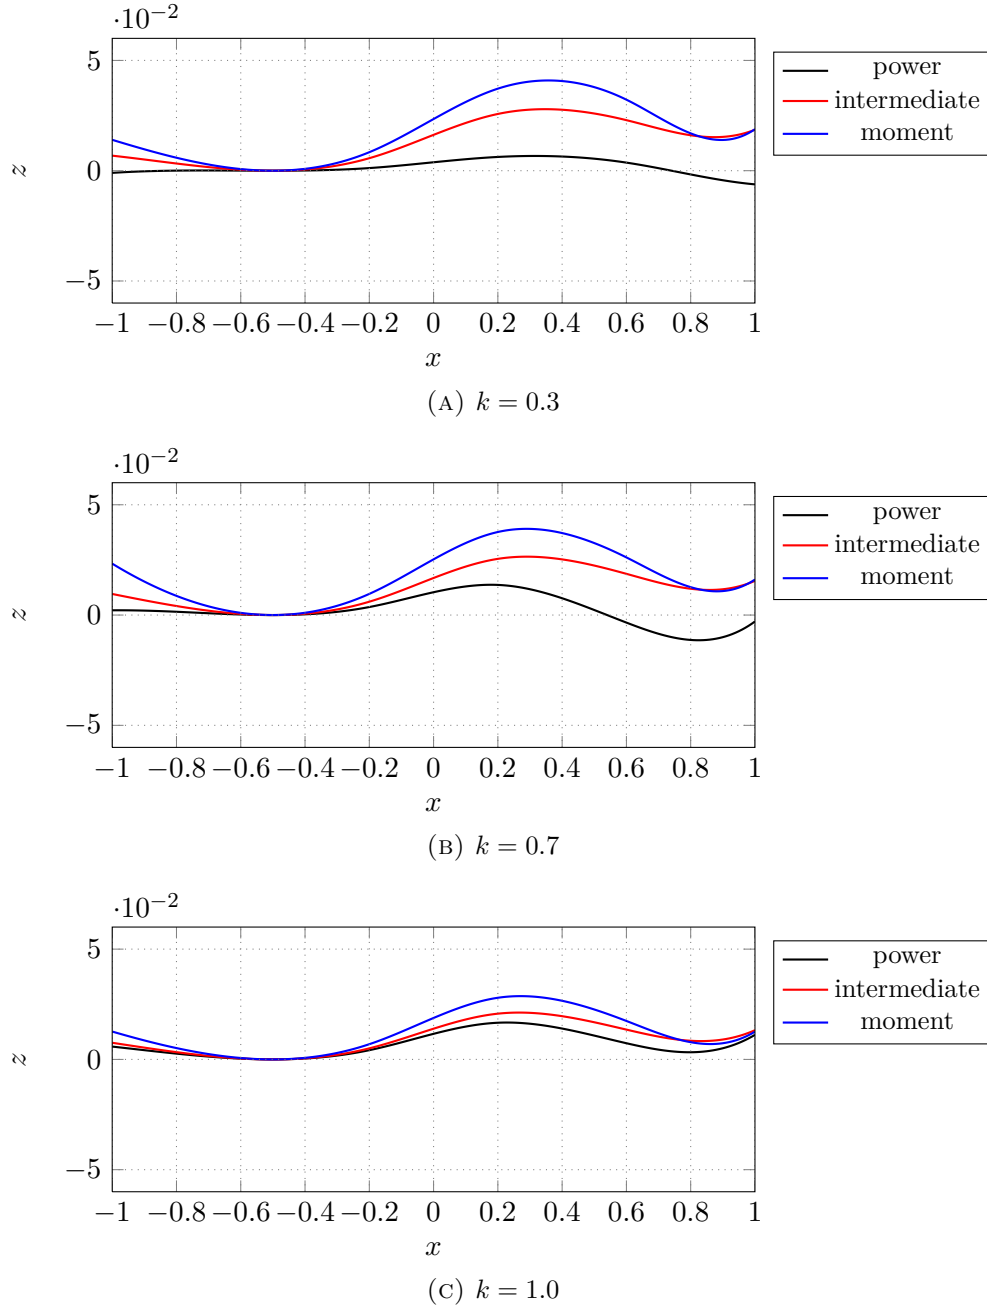 ·10−2
5
0
−5
z
−1 −0.8 −0.6 −0.4 −0.2 0 0.2 0.4 0.6 0.8 1
x
power
intermediate
moment
(A) k = 0.3
·10−2
5
0
−5
z
−1 −0.8 −0.6 −0.4 −0.2 0 0.2 0.4 0.6 0.8 1
x
power
intermediate
moment
(B) k = 0.7
·10−2
5
0
−5
z
−1 −0.8 −0.6 −0.4 −0.2 0 0.2 0.4 0.6 0.8 1
x
power
intermediate
moment
(C) k = 1.0